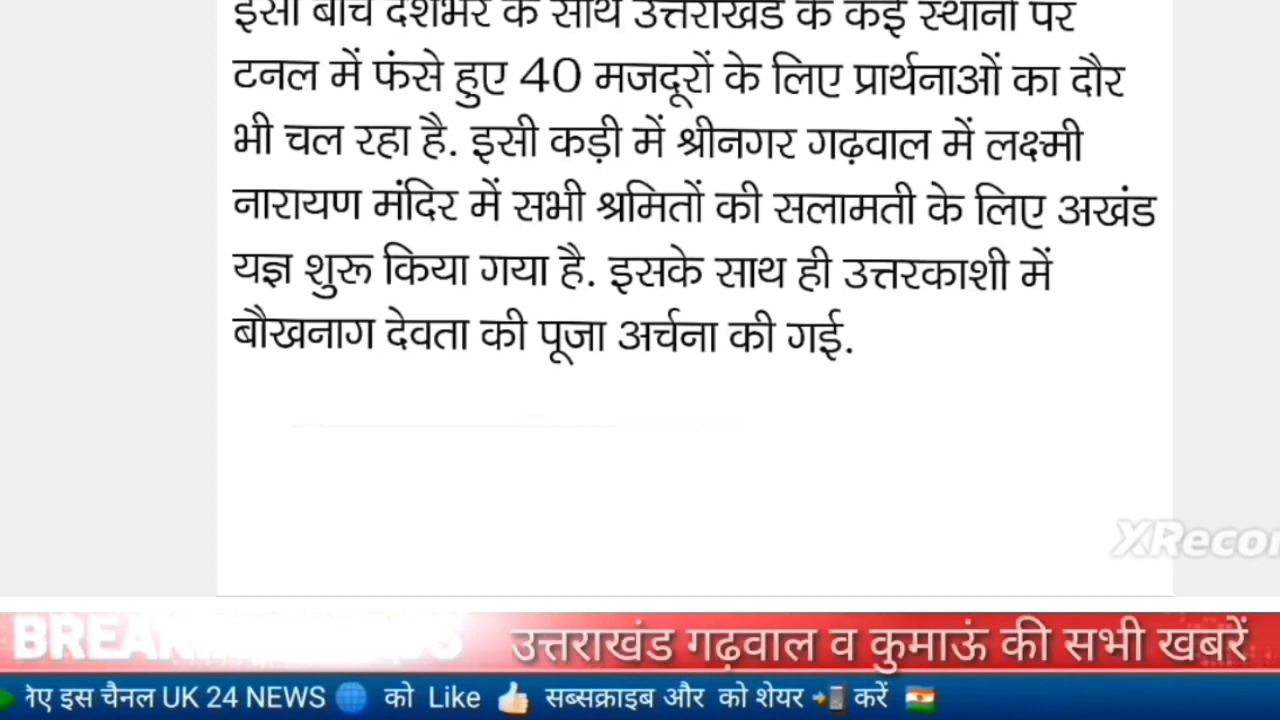 इसी बीच देशभर के साथ उत्तराखंड के कई स्थानों पर
टनल में फंसे हुए 40 मजदूरों के लिए प्रार्थनाओं का दौर
भी चल रहा है. इसी कड़ी में श्रीनगर गढ़वाल में लक्ष्मी
नारायण मंदिर में सभी श्रमितों की सलामती के लिए अखंड
यज्ञ शुरू किया गया है. इसके साथ ही उत्तरकाशी में
बौखनाग देवता की पूजा अर्चना की गई.
XRecor
उत्तराखंड गढ़वाल व कुमाऊं की सभी खबरें
इस चैनल UK 24 NEWS 🌐 को Like 👍 सब्सक्राइब और को शेयर 📲 करें 🇮🇳